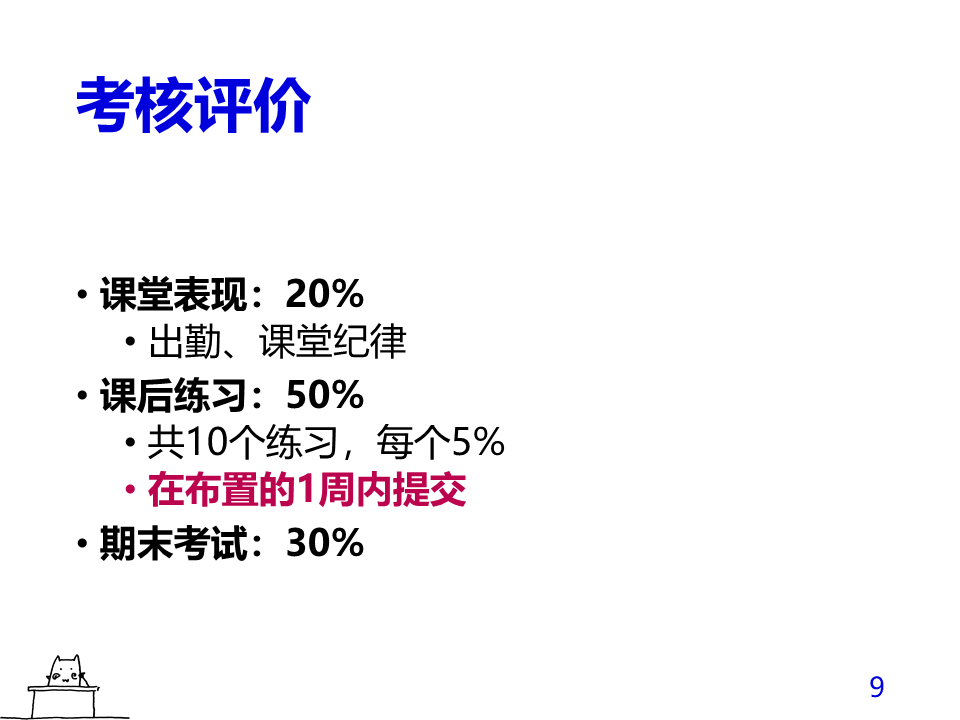 考核评价
• 课堂表现：20%
• 出勤、课堂纪律
• 课后练习：50%
• 共10个练习，每个5%
• 在布置的1周内提交
• 期末考试：30%
9